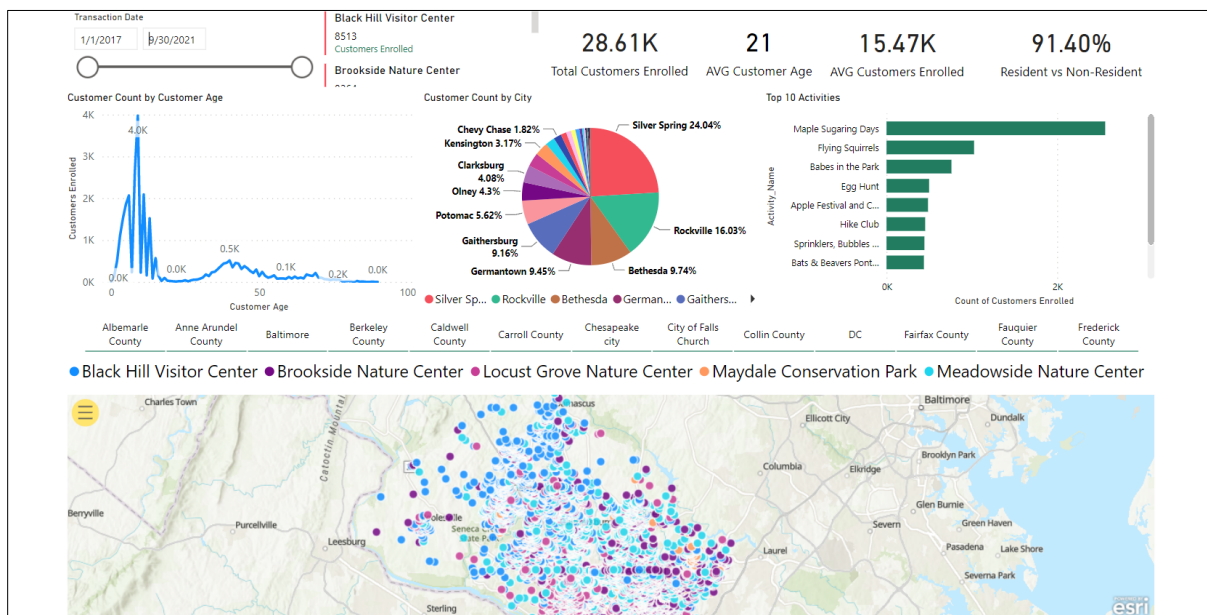 Transaction Date
1/1/2017
9/30/2021
Black Hill Visitor Center
8513
Customers Enrolled
Brookside Nature Center
28.61K
Total Customers Enrolled
21
AVG Customer Age
15.47K
AVG Customers Enrolled
91.40%
Resident vs Non-Resident
Customer Count by Customer Age
4K
3K
2K
1K
0K
Customers Enrolled
4.0K
0.0K
0.0K
0.5K
0.1K
0.2K
0.0K
0
50
100
Customer Age
Customer Count by City
Chevy Chase 1.82%
Kensington 3.17%
Clarksburg
4.08%
Olney 4.3%
Potomac 5.62%
Gaithersburg
9.16%
Germantown 9.45%
Silver Spring 24.04%
Rockville 16.03%
Bethesda 9.74%
Silver Sp...
Rockville
Bethesda
German...
Gaithers...
Top 10 Activities
Activity_Name
Maple Sugaring Days
Flying Squirrels
Babes in the Park
Egg Hunt
Apple Festival and C...
Hike Club
Sprinklers, Bubbles ...
Bats & Beavers Pont...
0K
2K
Count of Customers Enrolled
Albemarle
County
Anne Arundel
County
Baltimore
Berkeley
County
Caldwell
County
Carroll County
Chesapeake
city
City of Falls
Church
Collin County
DC
Fairfax County
Fauquier
County
Frederick
County
Black Hill Visitor Center
Brookside Nature Center
Locust Grove Nature Center
Maydale Conservation Park
Meadowside Nature Center
Charles Town
Catoctin Mountai
Berryville
Purcellville
Leesburg
Sterling
Seneca
State Par
Ellicott City
Baltimore
Dundalk
Brooklyn Park
Columbia
Elkridge
Glen Burnie
Green Haven
Severn
Pasadena
Lake Shore
Laurel
Severna Park
esri